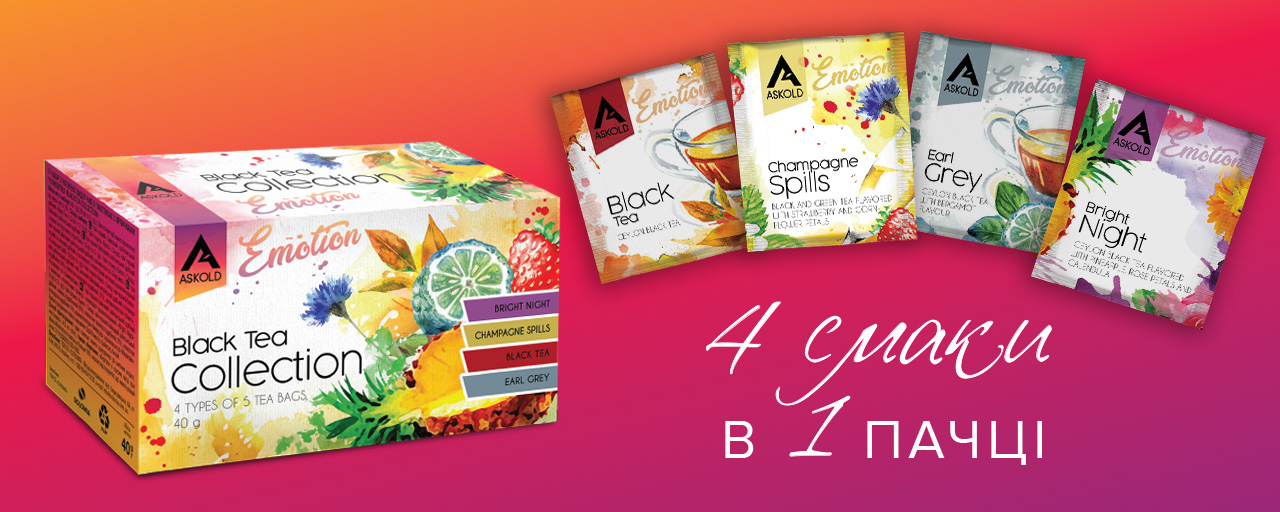 Black Tea
Collection
Emotion
ASKOLD
ASKOLD
Emotion
BRIGHT NIGHT
CHAMPAGNE SPILLS
BLACK TEA
EARL GREY
Black Tea
Collection
4 TYPES OF 5 TEA BAGS
40 g
ASKOLD
Emotion
Black
Tea
CEYLON BLACK TEA
ASKOLD
Emotion
Champagne
Spills
BLACK AND GREEN TEA FLAVORED
WITH STRAWBERRY AND CORN
FLOWER PETALS
ASKOLD
Emotion
Earl
Grey
CEYLON BLACK TEA
WITH BERGAMOT
FLAVOUR
ASKOLD
Emotion
Bright
Night
CEYLON BLACK TEA FLAVORED
WITH PINEAPPLE, ROSE PETALS AND
CALENDULA
4 смаки
в 1 ПАЧЦІ